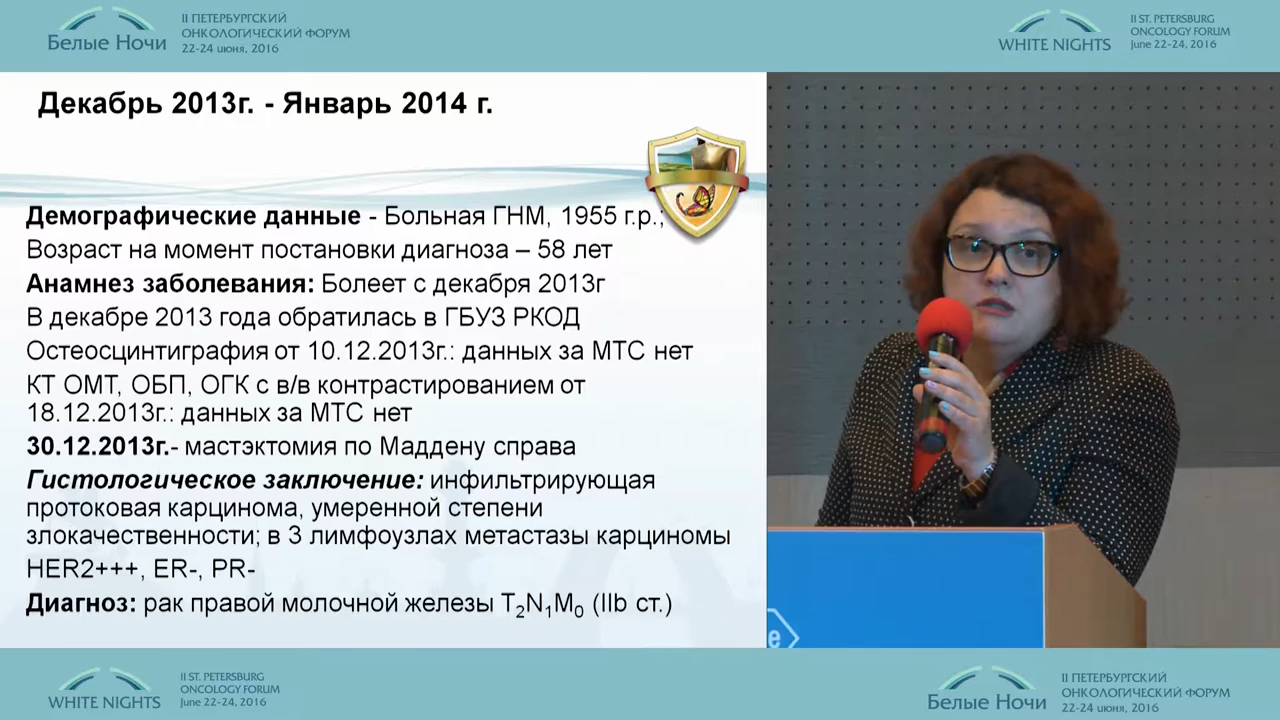 Белые Ночи
II ПЕТЕРБУРГСКИЙ
ОНКОЛОГИЧЕСКИЙ ФОРУМ
22-24 июня, 2016
WHITE NIGHTS
II ST. PETERSBURG
ONCOLOGY FORUM
June 22-24, 2016
Декабрь 2013г. - Январь 2014 г.
Демографические данные - Больная ГНМ, 1955 г.р.;
Возраст на момент постановки диагноза – 58 лет
Анамнез заболевания: Болеет с декабря 2013г
В декабре 2013 года обратилась в ГБУЗ РКОД
Остеосцинтиграфия от 10.12.2013г.: данных за МТС нет
КТ ОМТ, ОБП, ОГК с в/в контрастированием от
18.12.2013г.: данных за МТС нет
30.12.2013г.- мастэктомия по Маддену справа
Гистологическое заключение: инфильтрирующая
протоковая карцинома, умеренной степени
злокачественности; в 3 лимфоузлах метастазы карциномы
HER2+++, ER-, PR-
Диагноз: рак правой молочной железы T₂N₁M₀ (IIb ст.)
e
WHITE NIGHTS
II ST. PETERSBURG
ONCOLOGY FORUM
June 22-24, 2016
Белые Ночи
II ПЕТЕРБУРГСКИЙ
ОНКОЛОГИЧЕСКИЙ ФОРУМ
22-24 июня, 2016